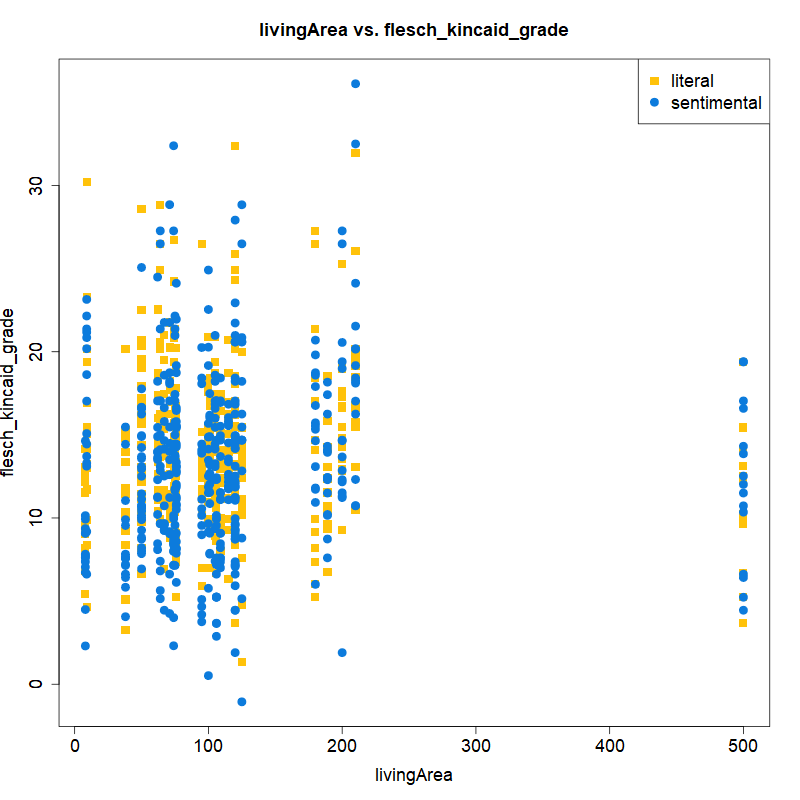 livingArea vs. flesch_kincaid_grade
literal
sentimental
flesch_kincaid_grade
30
20
10
0
0 100 200 300 400 500
livingArea